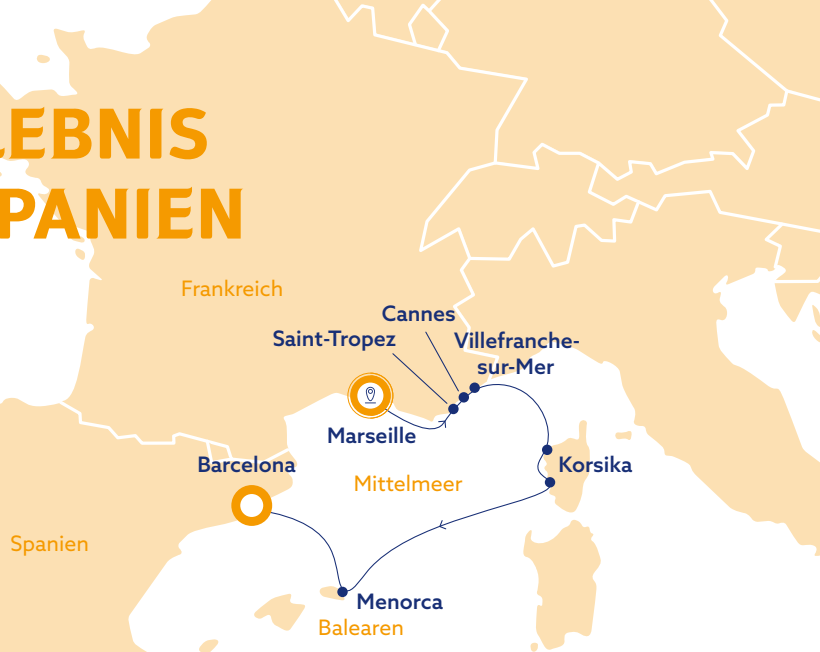 LEBNIS
PANIEN
Frankreich
Cannes
Saint-Tropez
Villefranche-
sur-Mer
Marseille
Barcelona
Korsika
Mittelmeer
Spanien
Menorca
Balearen